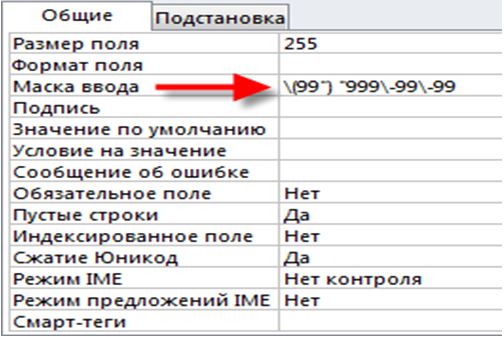 Общие Подстановка
Размер поля 255
Формат поля
Маска ввода \(99") "999\-99\-99
Подпись
Значение по умолчанию
Условие на значение
Сообщение об ошибке
Обязательное поле Нет
Пустые строки Да
Индексированное поле Нет
Сжатие Юникод Да
Режим IME Нет контроля
Режим предложений IME Нет
Смарт-теги